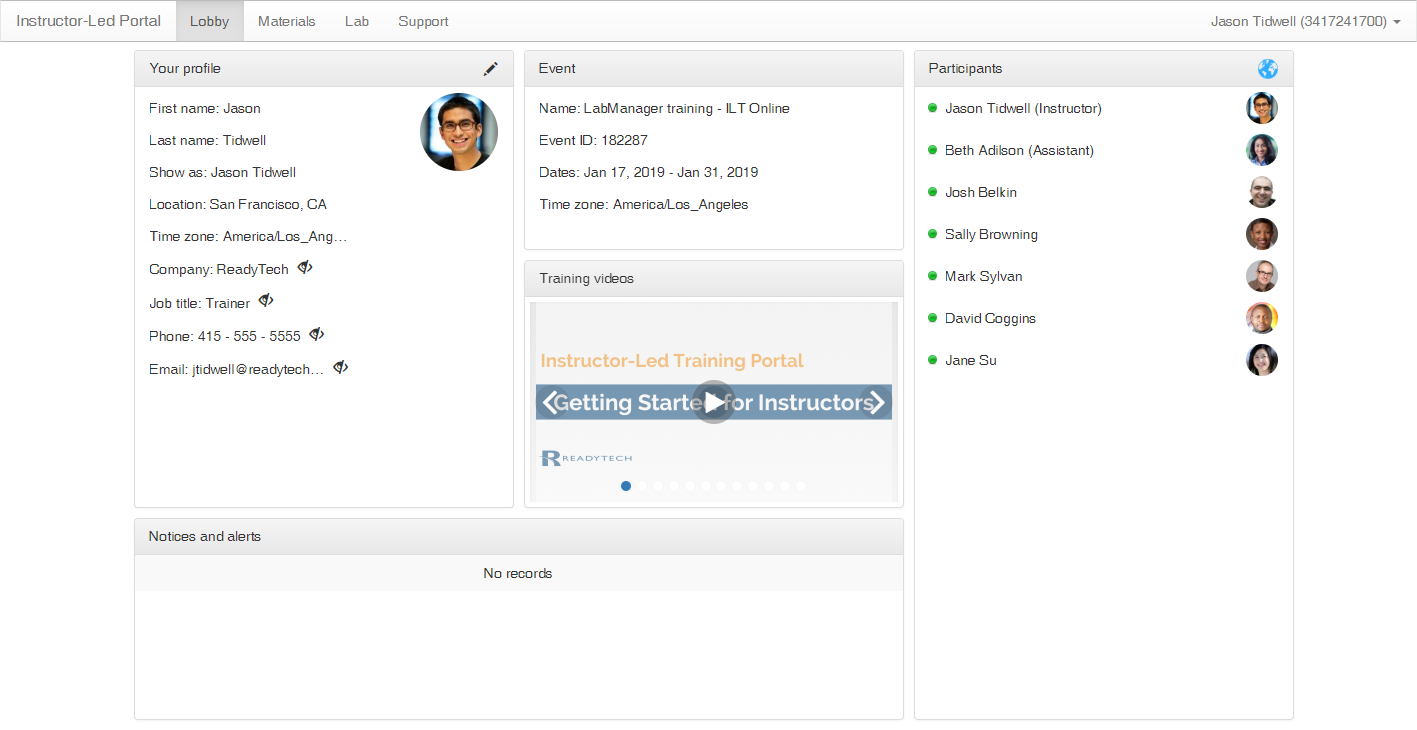 Instructor-Led Portal
Lobby
Materials
Lab
Support
Jason Tidwell (3417241700)
Your profile
First name: Jason
Last name: Tidwell
Show as: Jason Tidwell
Location: San Francisco, CA
Time zone: America/Los_Ang...
Company: ReadyTech
Job title: Trainer
Phone: 415 - 555 - 5555
Email: jtidwell@readytech...
Event
Name: LabManager training - ILT Online
Event ID: 182287
Dates: Jan 17, 2019 - Jan 31, 2019
Time zone: America/Los_Angeles
Training videos
Instructor-Led Training Portal
Getting Started for Instructors
READYTECH
Participants
Jason Tidwell (Instructor)
Beth Adilson (Assistant)
Josh Belkin
Sally Browning
Mark Sylvan
David Goggins
Jane Su
Notices and alerts
No records